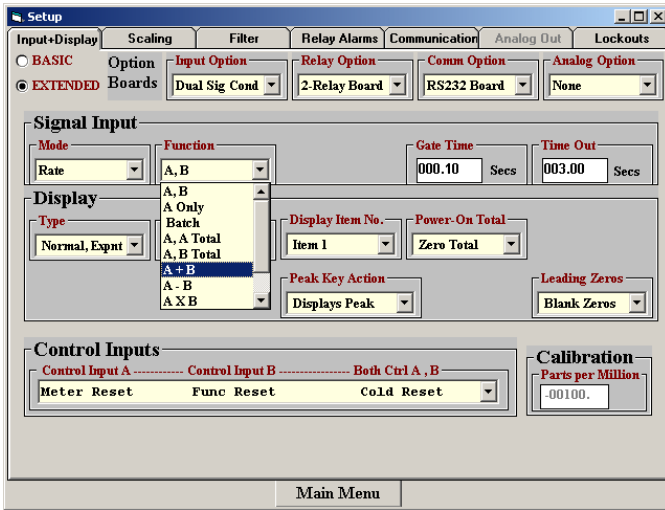 Setup
Input+Display Scaling Filter Relay Alarms Communication Analog Out Lockouts
BASIC
EXTENDED
Option Boards
Input Option Relay Option Comm Option Analog Option
Dual Sig Cond 2-Relay Board RS232 Board None
Signal Input
Mode Function Gate Time Time Out
Rate A, B 000.10 Secs 003.00 Secs
A, B
A Only
Batch
A, A Total
A, B Total
A + B
A - B
A X B
Display
Type Display Item No. Power-On Total
Normal, Expnt Item 1 Zero Total
Peak Key Action Leading Zeros
Displays Peak Blank Zeros
Control Inputs
Control Input A ------------ Control Input B ----------------- Both Ctrl A , B
Meter Reset Func Reset Cold Reset
Calibration
Parts per Million
-00100.
Main Menu